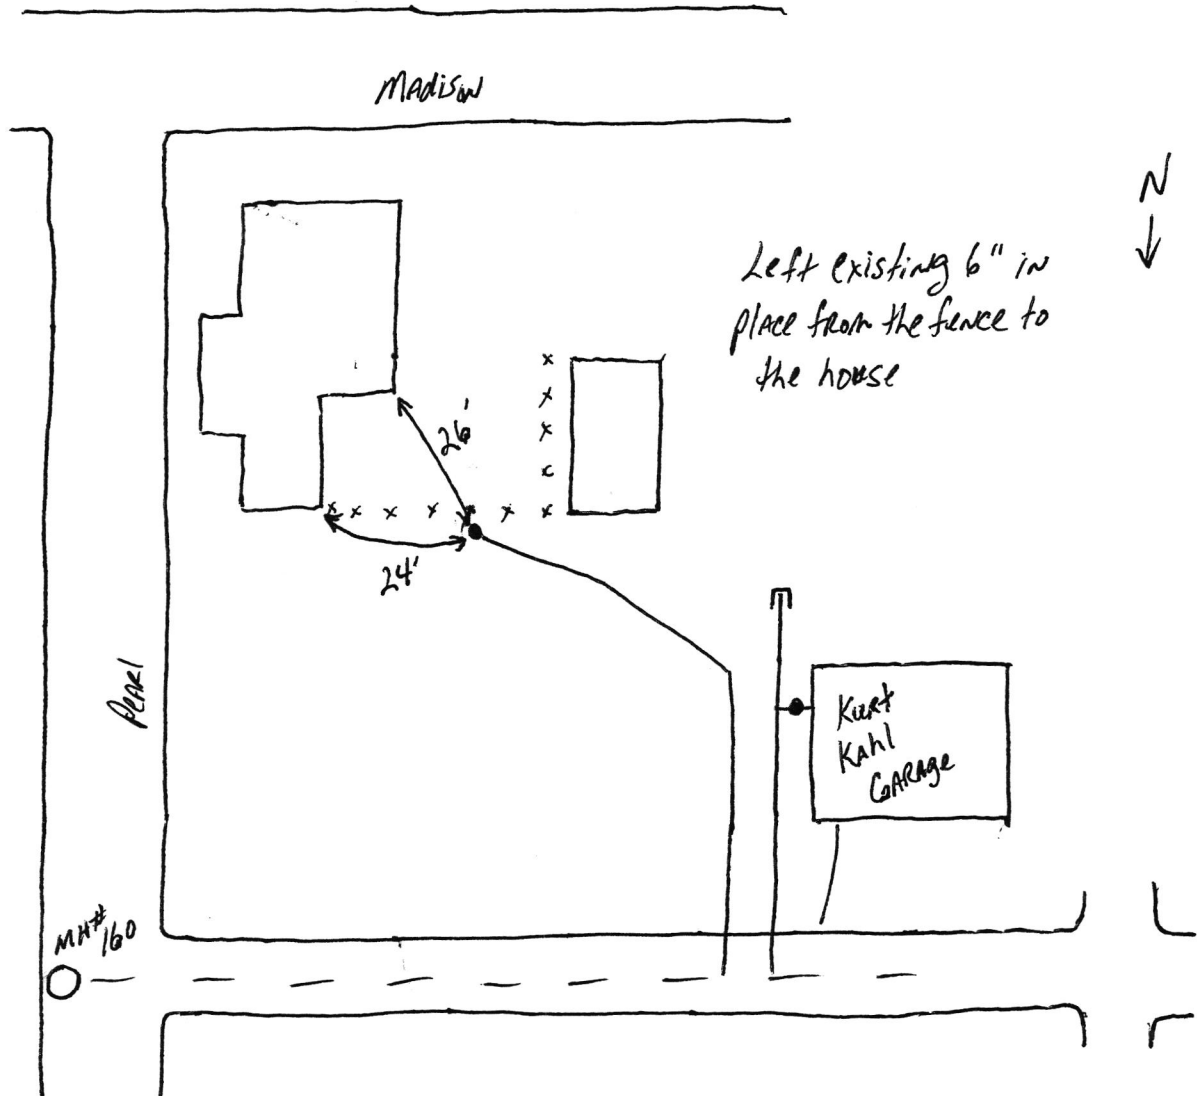 Madison
N
Left existing 6" in
place from the fence to
the house
26'
24'
Pearl
Kurt
Kahl
Garage
MH#160